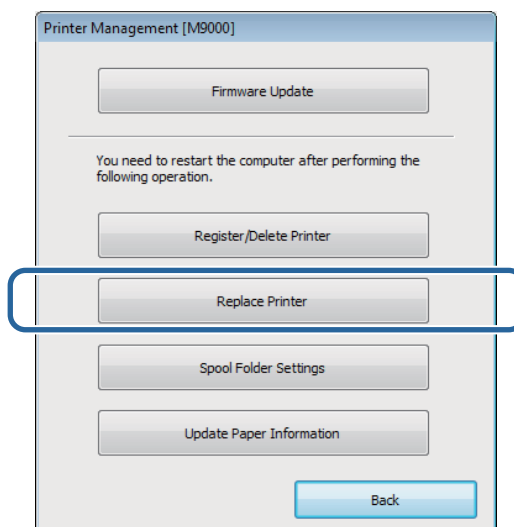 Printer Management [M9000]
Firmware Update
You need to restart the computer after performing the
following operation.
Register/Delete Printer
Replace Printer
Spool Folder Settings
Update Paper Information
Back